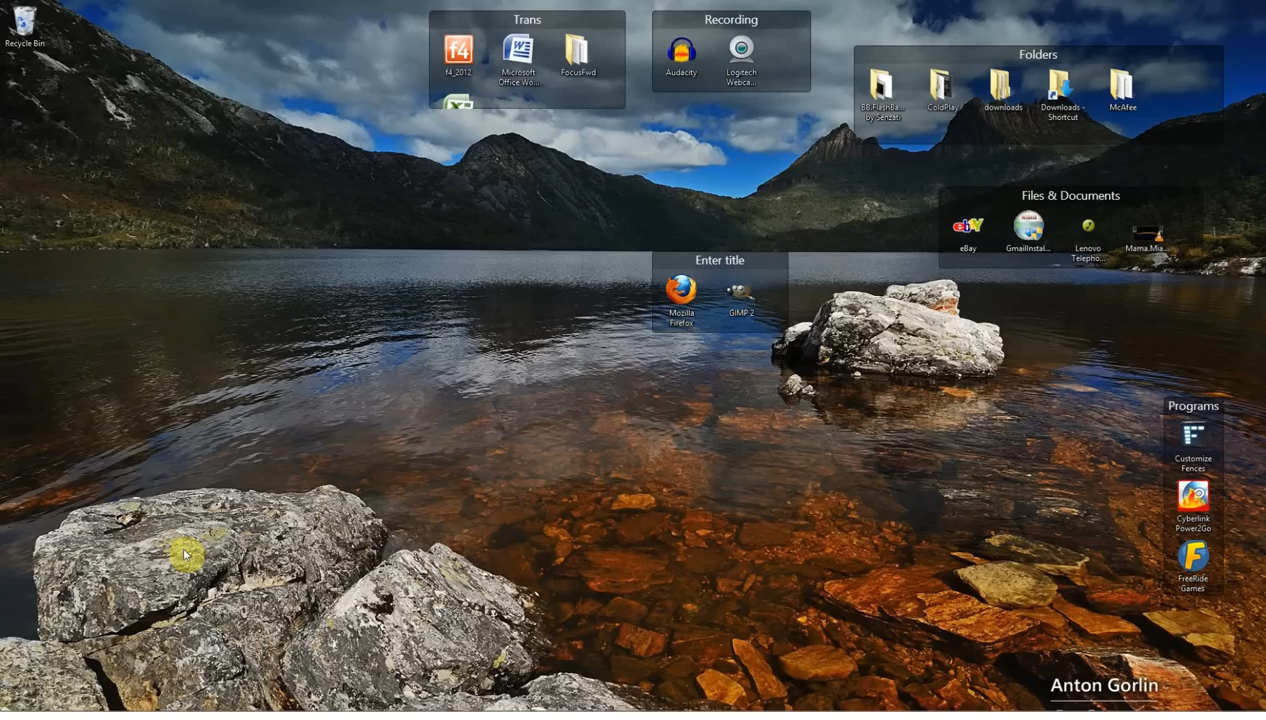 Recycle Bin
Trans
f4
f4_2012
Microsoft
Office Wo...
FocusFwd
Recording
Audacity
Logitech
Webca...
Folders
BB.FlashBa...
by Senzati
ColdPlay
downloads
Downloads -
Shortcut
McAfee
Files & Documents
ebY
eBay
GmailInstal...
Lenovo
Telepho...
Mama.Mia...
Enter title
Mozilla
Firefox
GIMP 2
Programs
Customize
Fences
Cyberlink
Power2Go
FreeRide
Games
Anton Gorlin